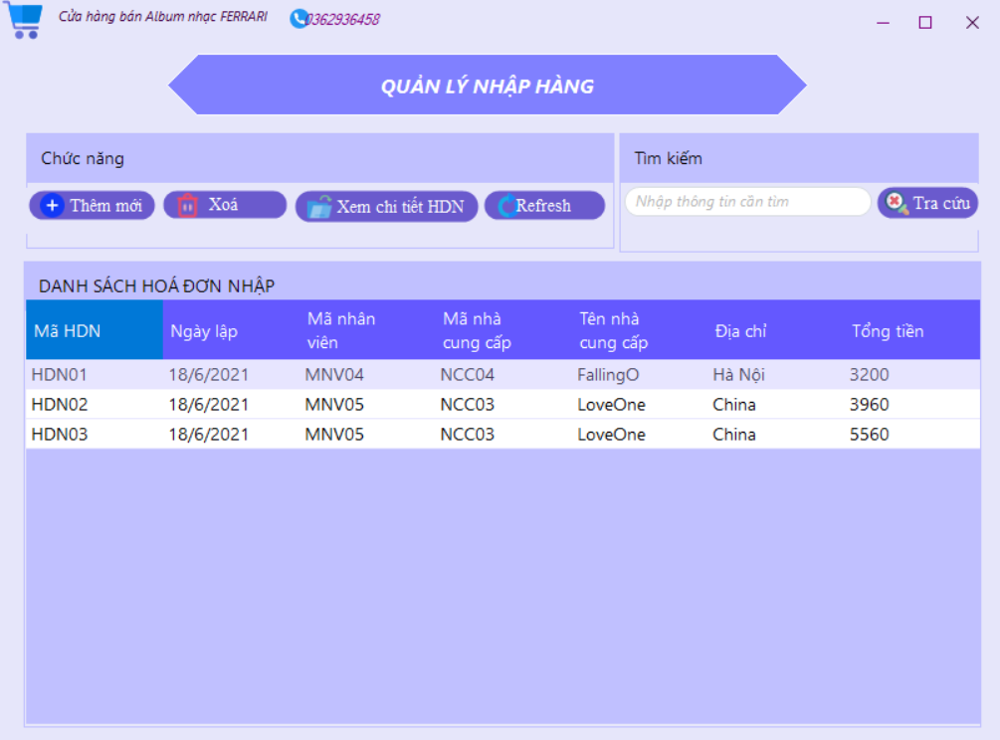 Cửa hàng bán Album nhạc FERRARI 0362936458
QUẢN LÝ NHẬP HÀNG
Chức năng
Thêm mới Xoá Xem chi tiết HDN Refresh
Tìm kiếm
Nhập thông tin cần tìm Tra cứu
DANH SÁCH HOÁ ĐƠN NHẬP
Mã HDN Ngày lập Mã nhân viên Mã nhà cung cấp Tên nhà cung cấp Địa chỉ Tổng tiền
HDN01 18/6/2021 MNV04 NCC04 FallingO Hà Nội 3200
HDN02 18/6/2021 MNV05 NCC03 LoveOne China 3960
HDN03 18/6/2021 MNV05 NCC03 LoveOne China 5560